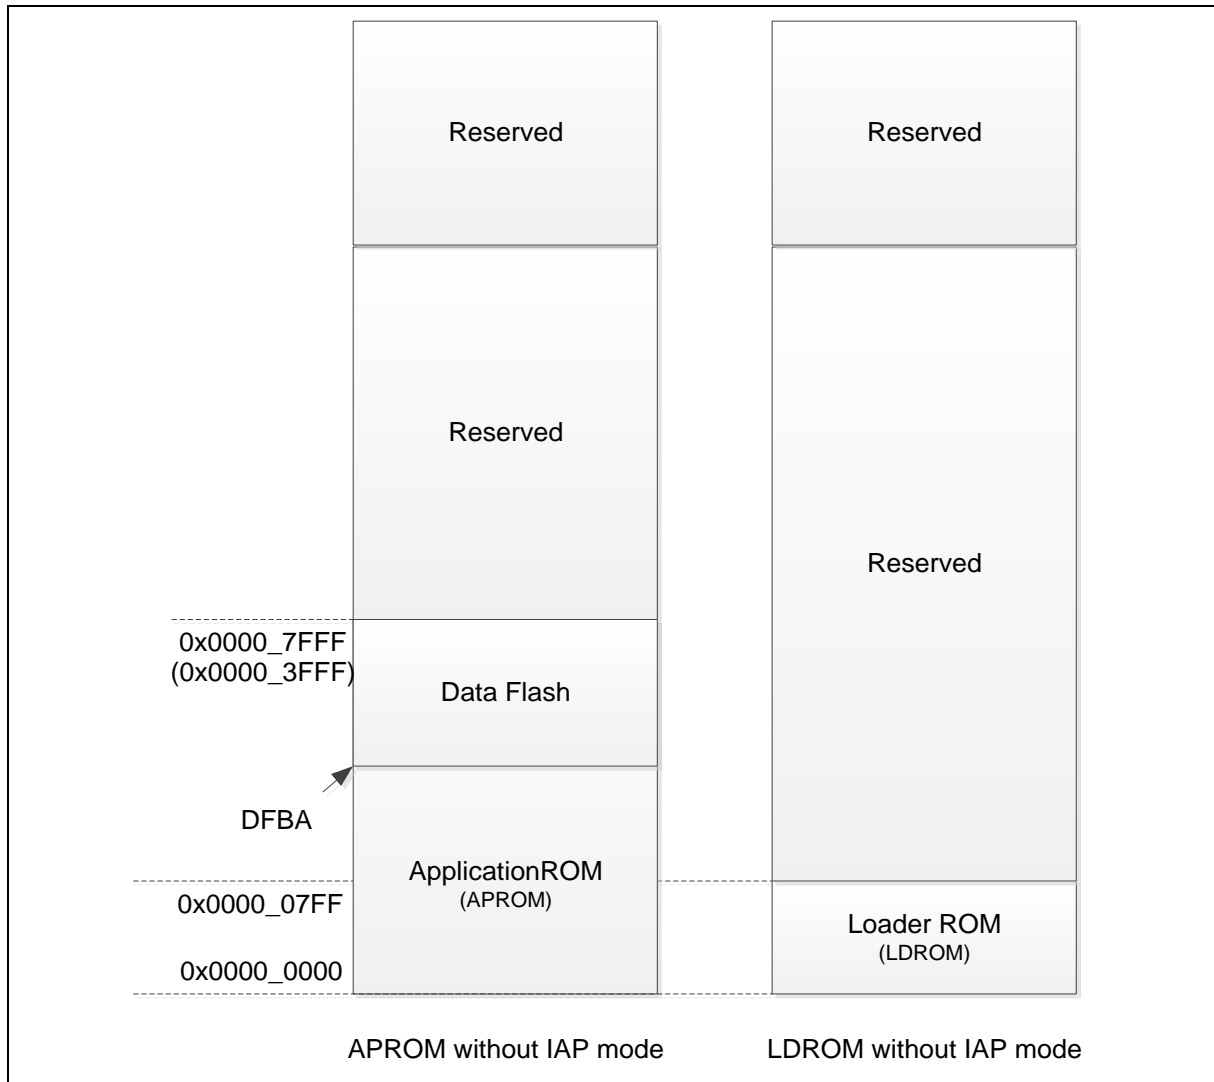 Reserved
Reserved
Reserved
Reserved
0x0000_7FFF
(0x0000_3FFF)
Data Flash
DFBA
ApplicationROM
(APROM)
0x0000_07FF
Loader ROM
(LDROM)
0x0000_0000
APROM without IAP mode
LDROM without IAP mode